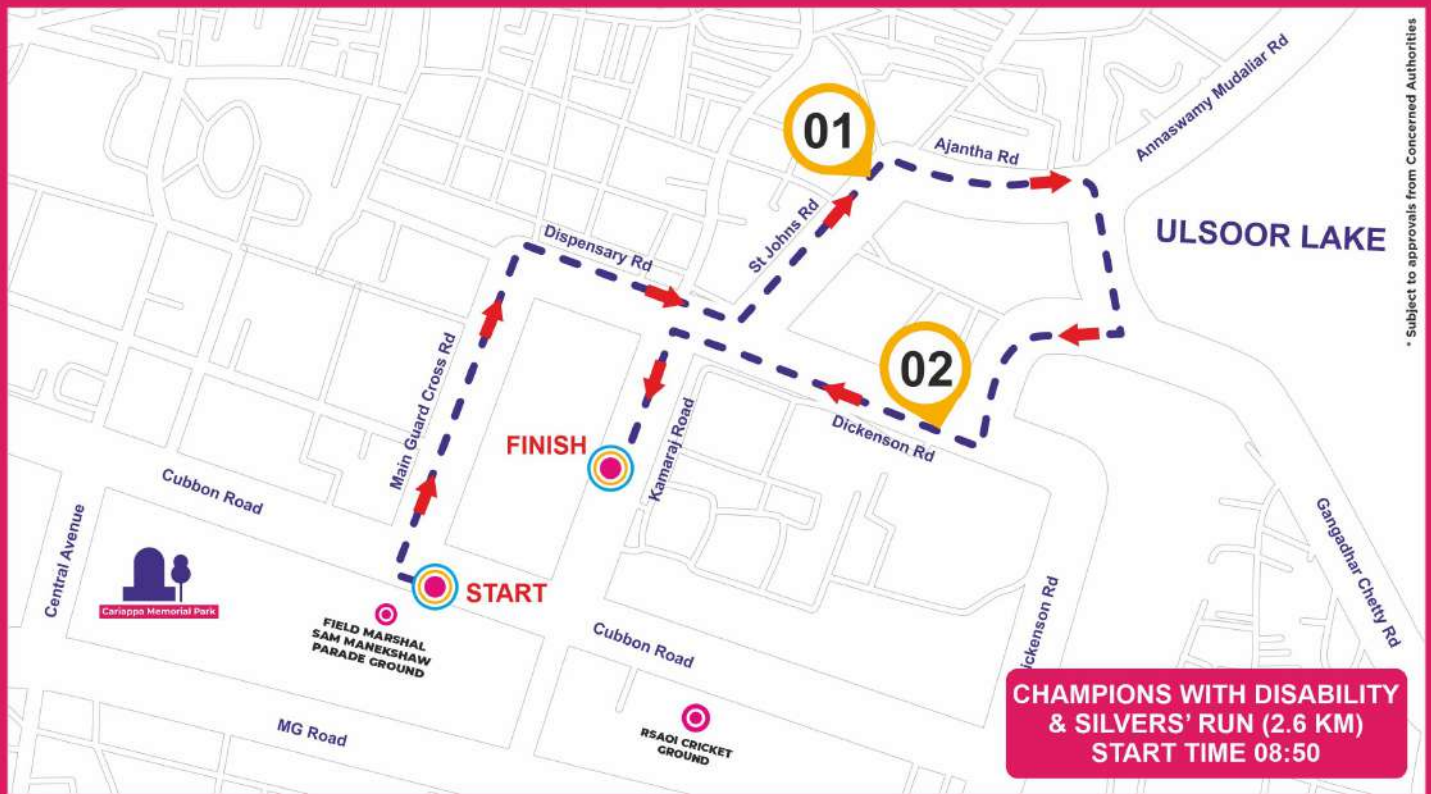 * Subject to approvals from Concerned Authorities
Annaswamy Mudaliar Rd
01
Ajantha Rd
ULSOOR LAKE
St Johns Rd
Dispensary Rd
02
Main Guard Cross Rd
FINISH
Kamaraj Road
Dickenson Rd
Cubbon Road
Central Avenue
Gangadhar Chetty Rd
START
Cariappa Memorial Park
FIELD MARSHAL
SAM MANEKSHAW
PARADE GROUND
Cubbon Road
ickenson Rd
MG Road
RSAOI CRICKET
GROUND
CHAMPIONS WITH DISABILITY
& SILVERS' RUN (2.6 KM)
START TIME 08:50